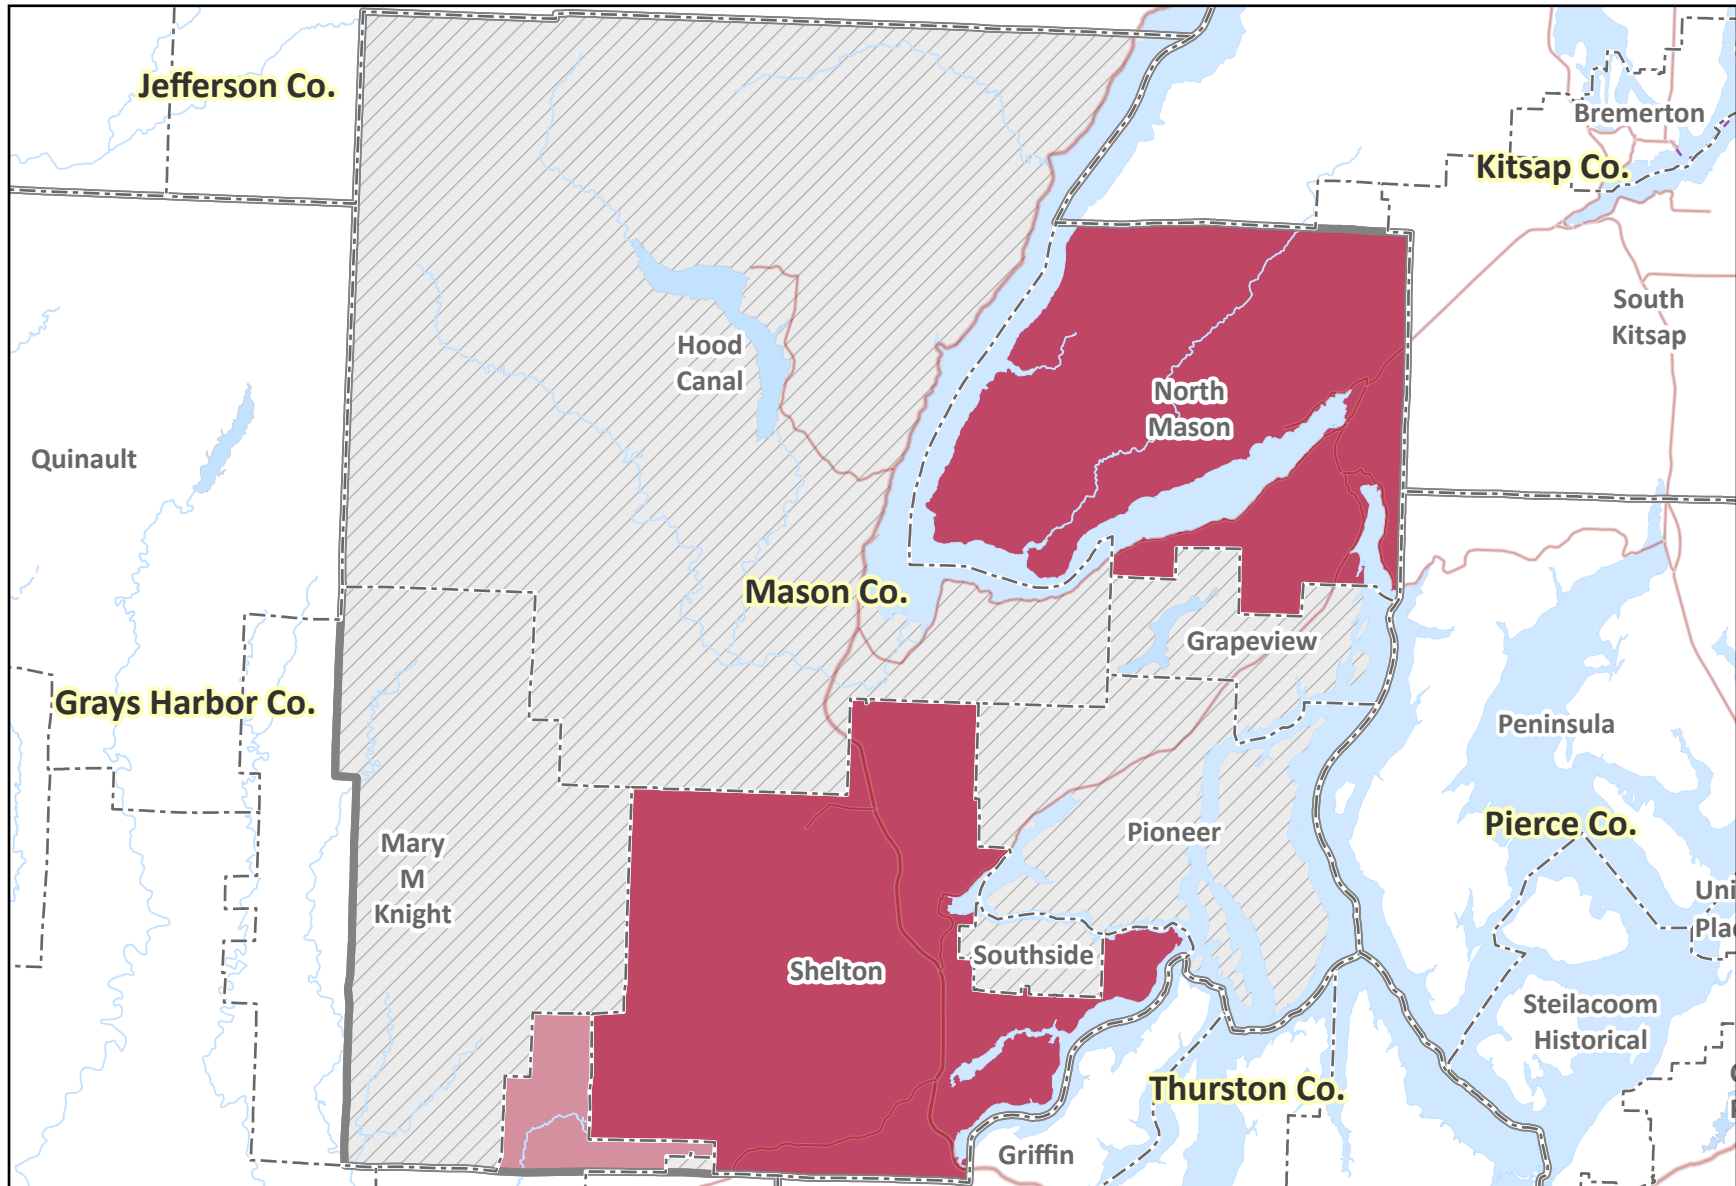 Jefferson Co.
Bremerton
Kitsap Co.
South
Kitsap
Hood
Canal
North
Mason
Quinault
Mason Co.
Grapeview
Grays Harbor Co.
Peninsula
Pierce Co.
Mary
M
Knight
Pioneer
Shelton
Southside
Steilacoom
Historical
Thurston Co.
Griffin